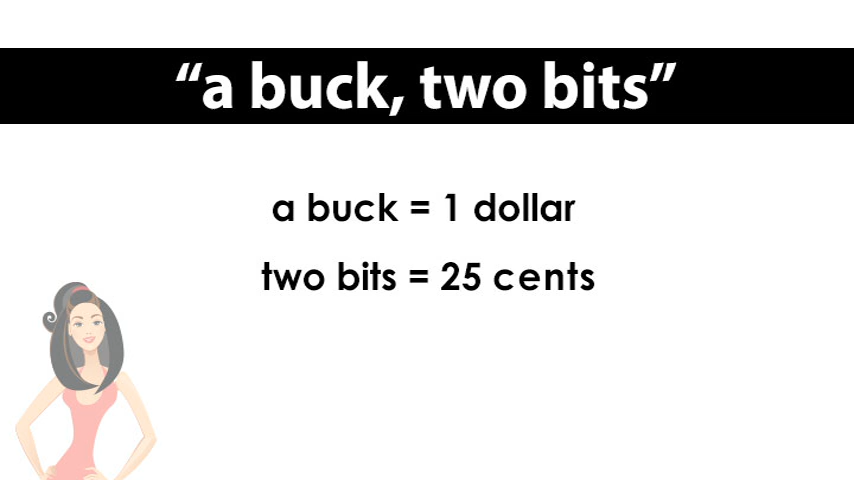 “a buck, two bits”
a buck = 1 dollar
two bits = 25 cents